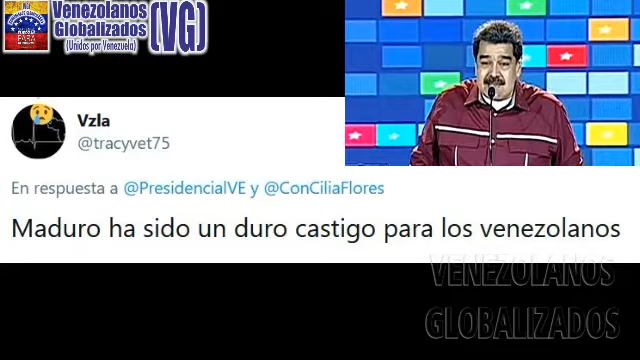 Venezolanos
Globalizados
(Unidos por Venezuela)
(VG)
Vzla
@tracyvet75
En respuesta a @PresidencialVE y @ConCiliaFlores
Maduro ha sido un duro castigo para los venezolanos
VENEZOLANOS
GLOBALIZADOS